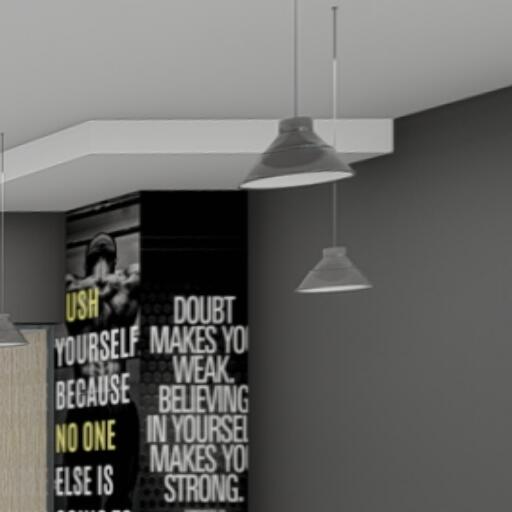 USH
YOURSELF
BECAUSE
NO ONE
ELSE IS
DOUBT
MAKES YO
WEAK.
BELIEVING
IN YOURSEL
MAKES YO
STRONG.